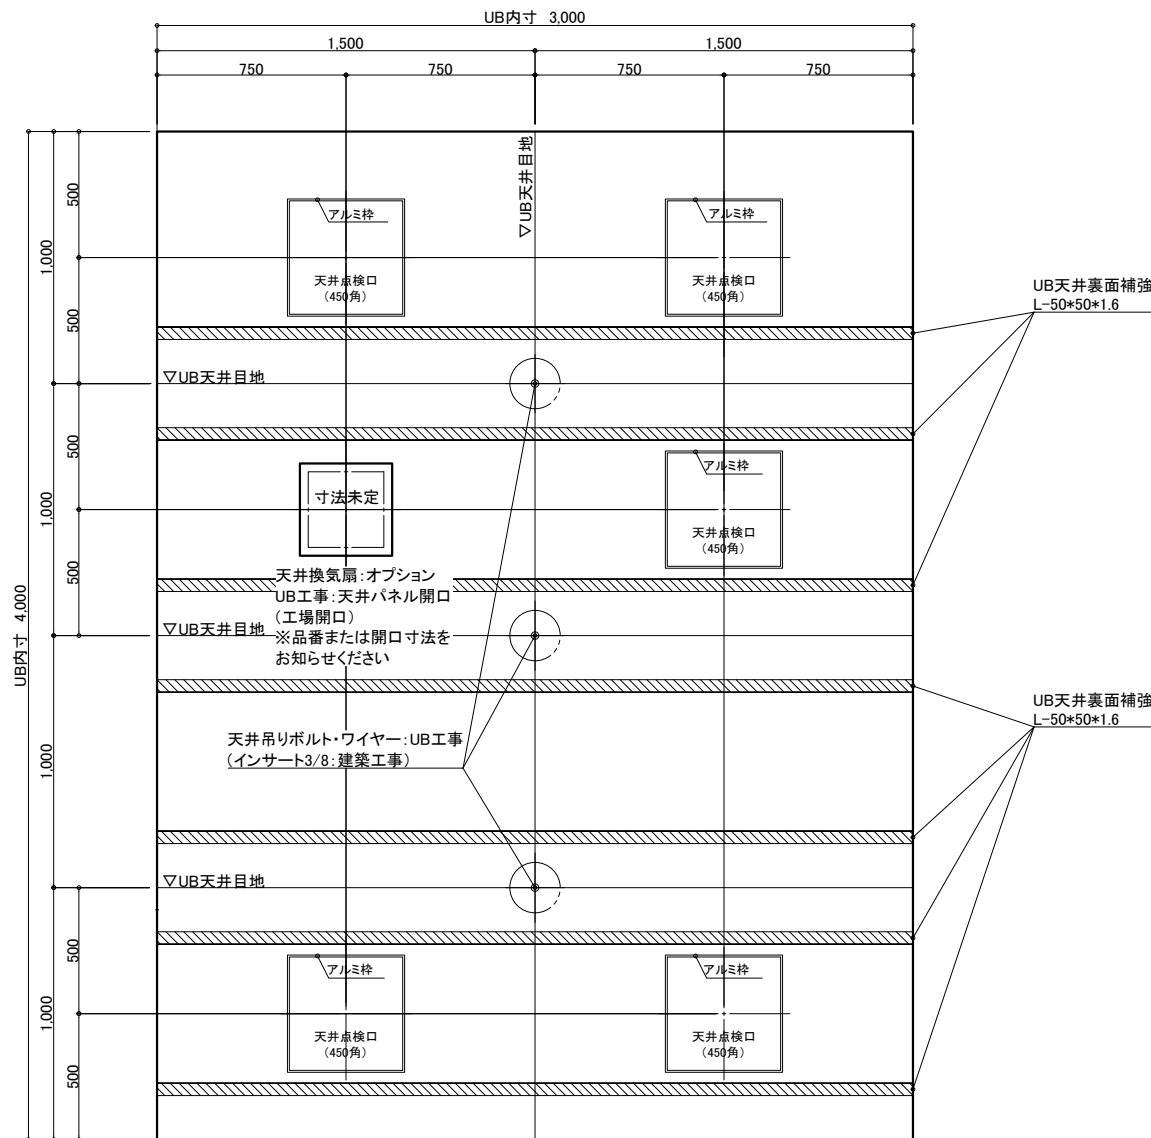 UB内寸 3,000
1,500
1,500
750
750
750
750
UB内寸 4,000
1,000
1,000
1,000
1,000
500
500
500
500
500
500
▽UB天井目地
アルミ枠
天井点検口
(450角)
アルミ枠
天井点検口
(450角)
UB天井裏面補強
L-50*50*1.6
▽UB天井目地
寸法未定
アルミ枠
天井点検口
(450角)
天井換気扇:オプション
UB工事:天井パネル開口
(工場開口)
※品番または開口寸法を
お知らせください
▽UB天井目地
UB天井裏面補強
L-50*50*1.6
天井吊りボルト・ワイヤー:UB工事
(インサート3/8:建築工事)
▽UB天井目地
アルミ枠
天井点検口
(450角)
アルミ枠
天井点検口
(450角)